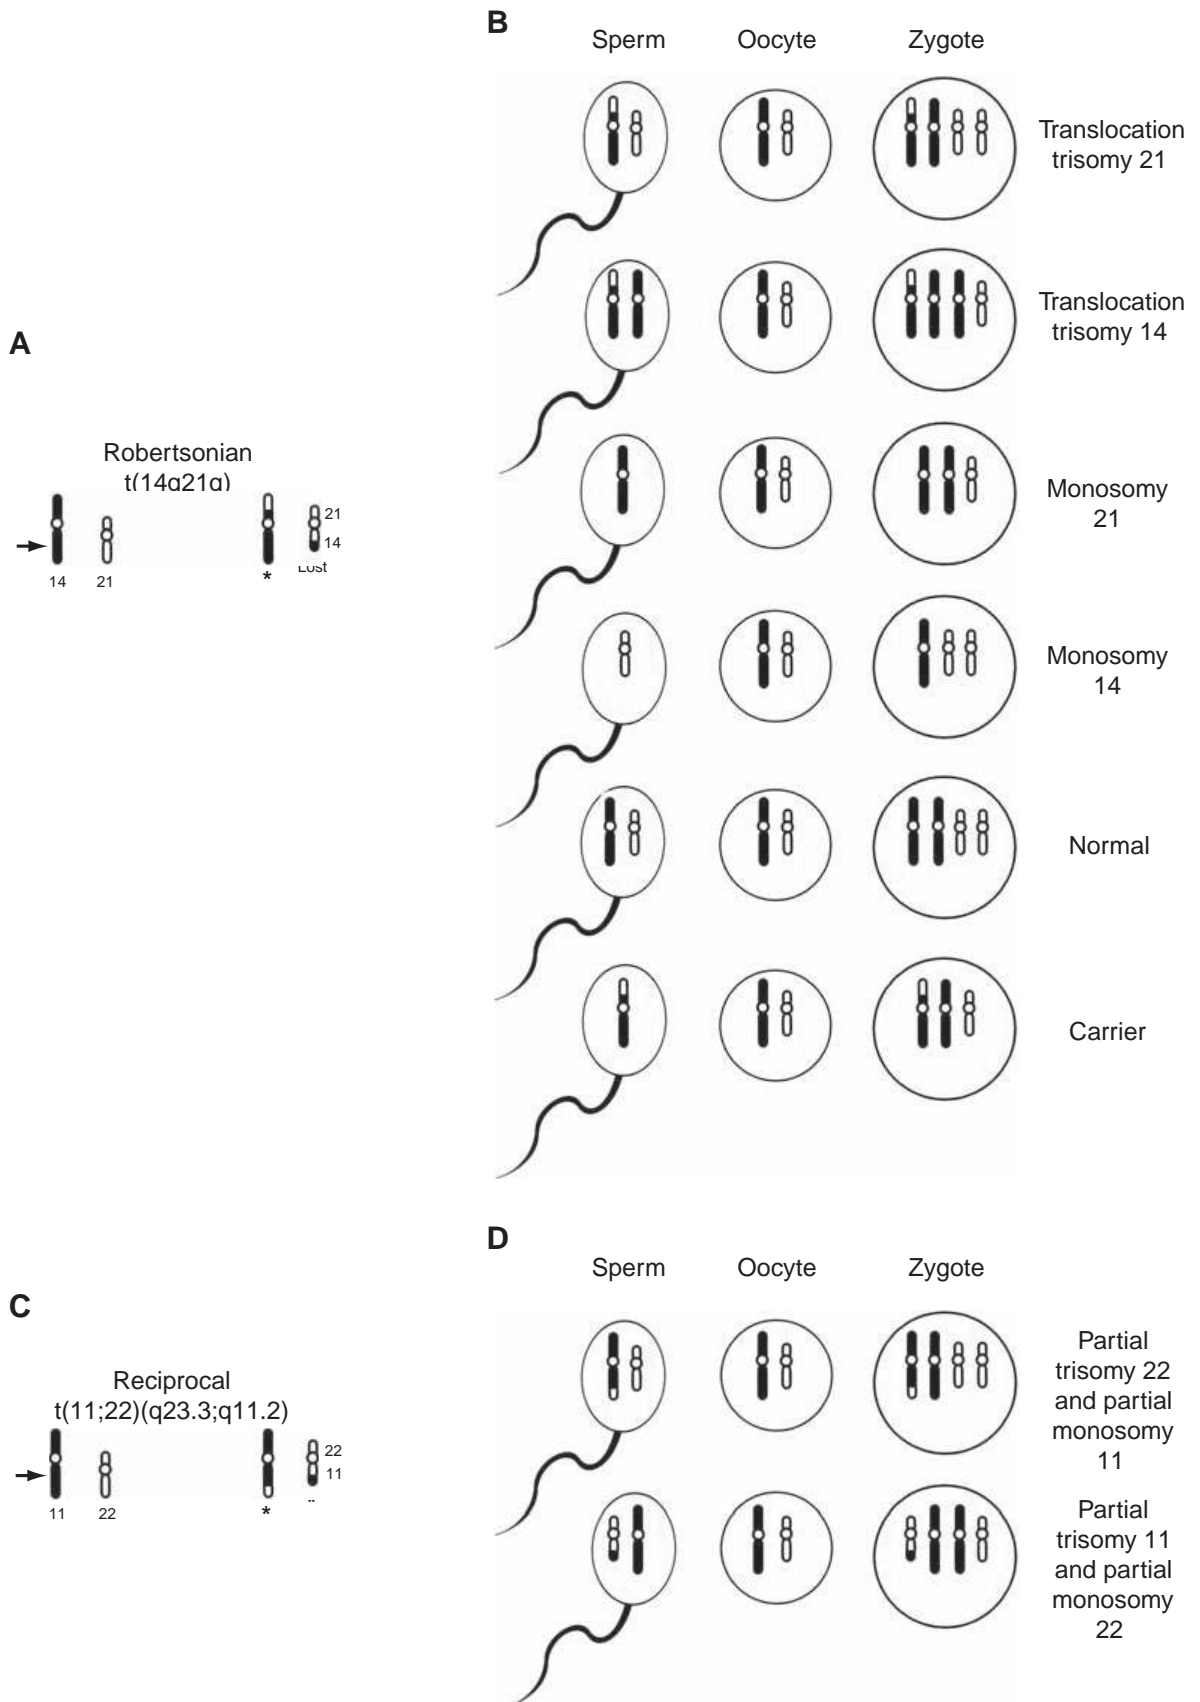 B
Sperm Oocyte Zygote
Translocation
trisomy 21
Translocation
trisomy 14
A
Robertsonian
t(14q21q)
21
14
Lost
14 21 *
Monosomy
21
Monosomy
14
Normal
Carrier
D
Sperm Oocyte Zygote
C
Reciprocal
t(11;22)(q23.3;q11.2)
22
11
11 22 *
Partial
trisomy 22
and partial
monosomy
11
Partial
trisomy 11
and partial
monosomy
22